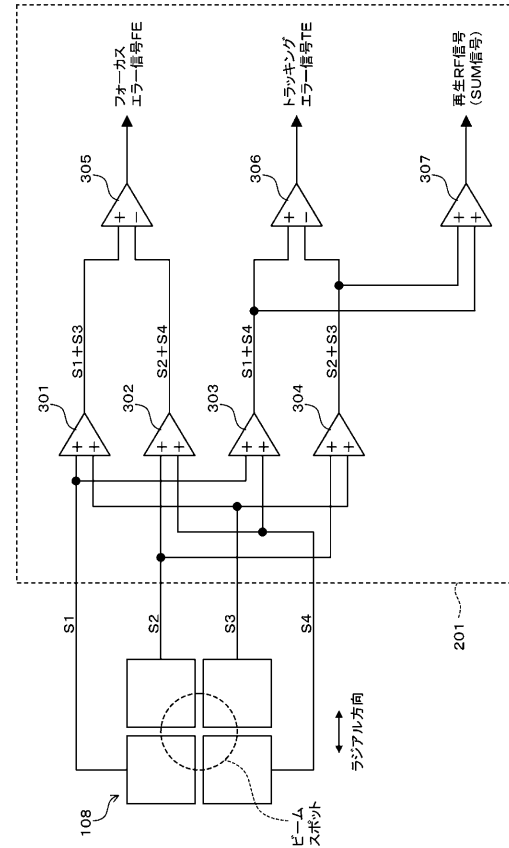 108
ビーム
スポット
ラジアル方向
S1
S2
S3
S4
201
301
302
303
304
S1+S3
S2+S4
S1+S4
S2+S3
305
306
307
+
+
+
+
+
+
+
+
+
−
+
−
+
+
フォーカス
エラー信号FE
トラッキング
エラー信号TE
再生RF信号
(SUM信号)